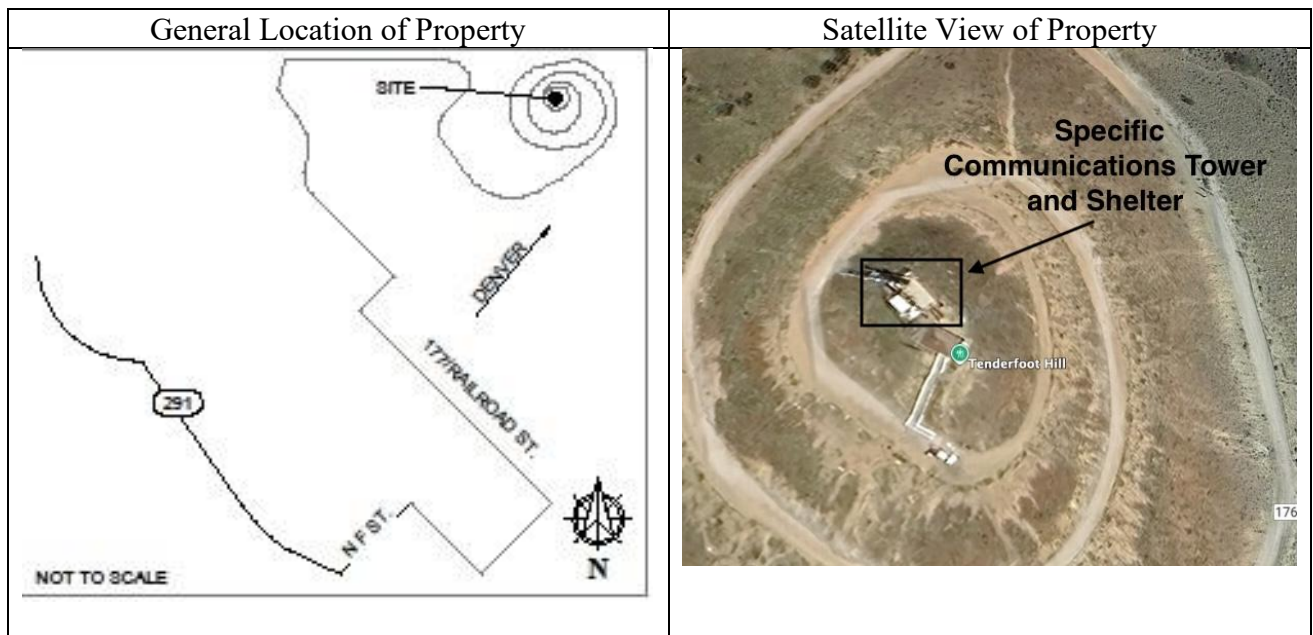 General Location of Property
Satellite View of Property
SITE
DENVER
177/RAILROAD ST.
291
N F ST.
N
NOT TO SCALE
Specific
Communications Tower
and Shelter
Tenderfoot Hill
176